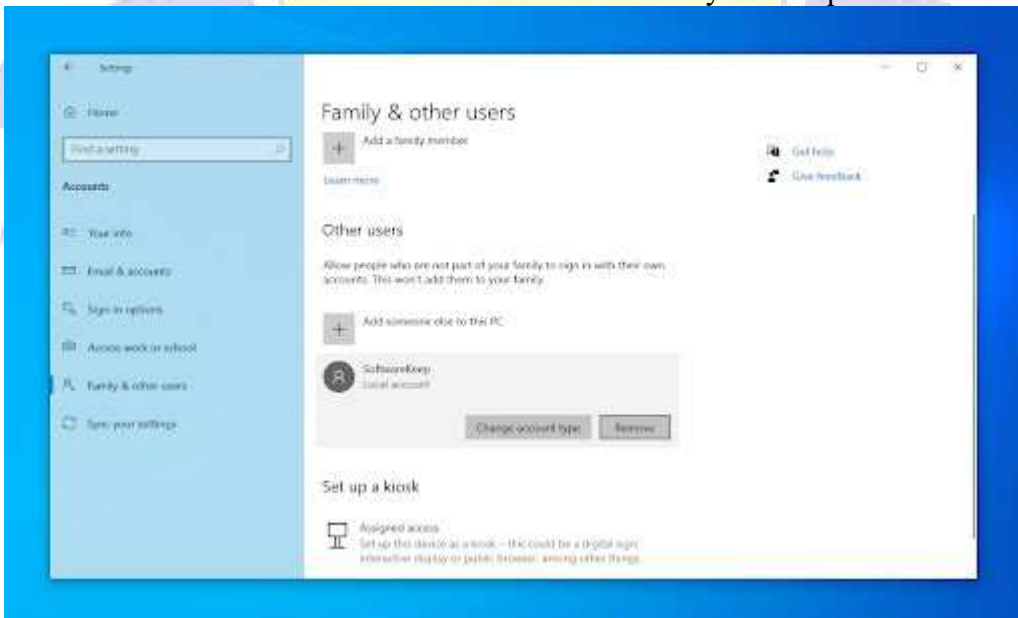 Settings
Home
Find a setting
Accounts
Your info
Email & accounts
Sign-in options
Access work or school
Family & other users
Sync your settings
Family & other users
Add a family member
Learn more
Other users
Allow people who are not part of your family to sign in with their own
accounts. This won't add them to your family.
Add someone else to this PC
SoftwareKeep
Local account
Change account type
Remove
Set up a kiosk
Assigned access
Set up this device as a kiosk – this could be a digital sign,
interactive display or public browser, among other things.
Get help
Give feedback